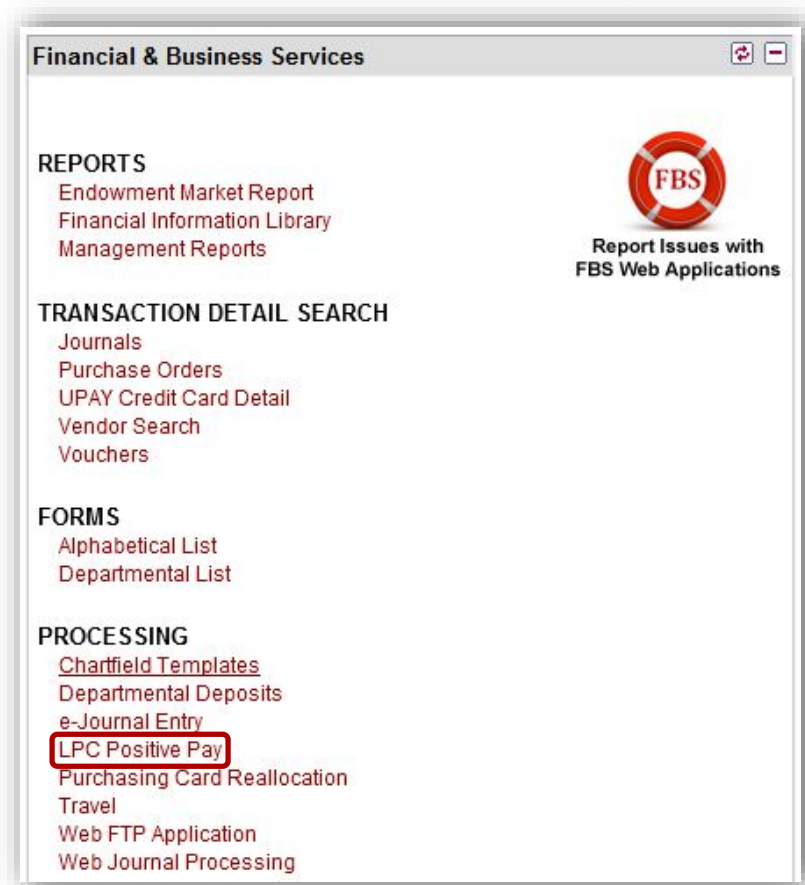 Financial & Business Services
REPORTS
Endowment Market Report
Financial Information Library
Management Reports
FBS
Report Issues with
FBS Web Applications
TRANSACTION DETAIL SEARCH
Journals
Purchase Orders
UPAY Credit Card Detail
Vendor Search
Vouchers
FORMS
Alphabetical List
Departmental List
PROCESSING
Chartfield Templates
Departmental Deposits
e-Journal Entry
LPC Positive Pay
Purchasing Card Reallocation
Travel
Web FTP Application
Web Journal Processing